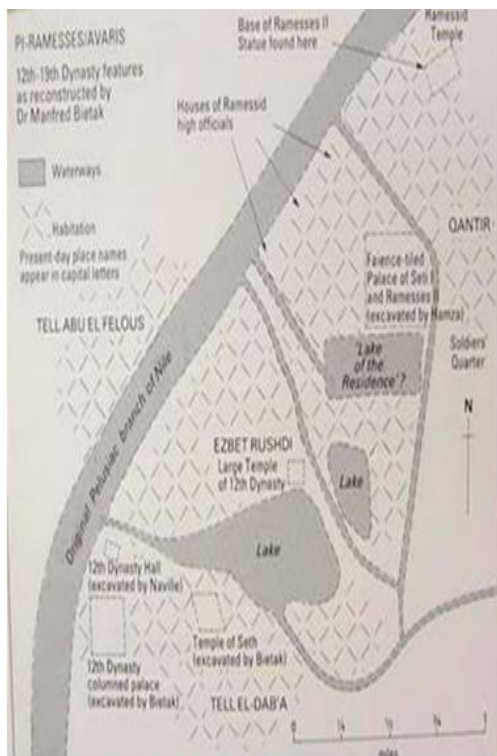 PI-RAMESSES/AVARIS
12th-19th Dynasty features
as reconstructed by
Dr Manfred Bietak
Waterways
Habitation
Present-day place names
appear in capital letters
Base of Ramesses II
Statue found here
Ramessid
Temple
Houses of Ramessid
high officials
QANTIR
Faience-tiled
Palace of Seti I
and Ramesses II
(excavated by Hamza)
TELL ABU EL FELOUS
'Lake
of the
Residence'?
Soldiers'
Quarter
N
Original Pelusiac branch of Nile
EZBET RUSHDI
Large Temple
of 12th Dynasty
Lake
Lake
12th Dynasty Hall
(excavated by Naville)
12th Dynasty
columned palace
(excavated by Bietak)
Temple of Seth
(excavated by Bietak)
TELL EL-DAB'A
0
miles